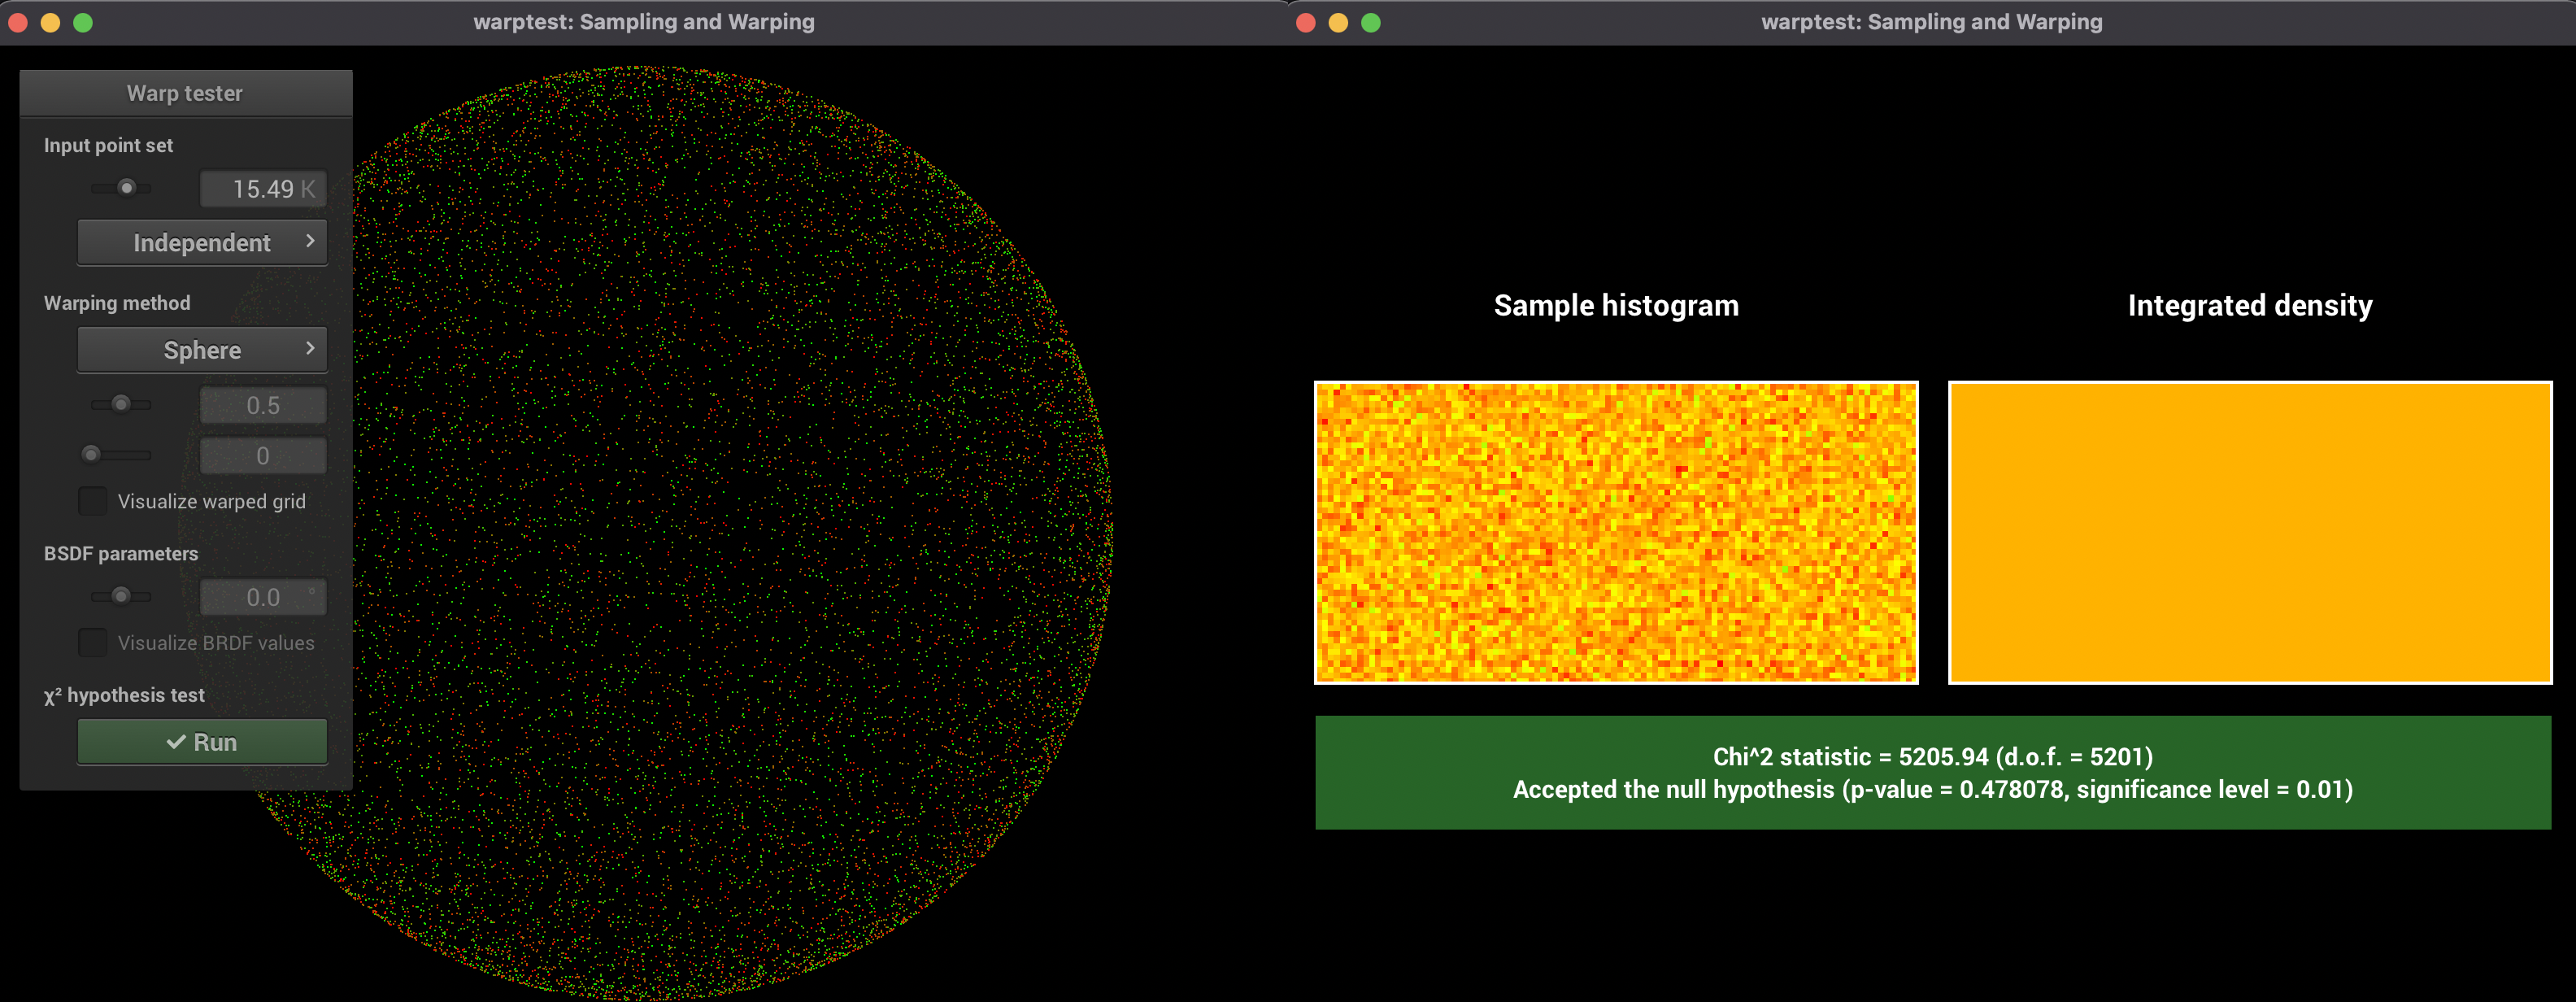 warptest: Sampling and Warping
Warp tester
Input point set
15.49 K
Independent
Warping method
Sphere
0.5
0
Visualize warped grid
BSDF parameters
0.0 °
Visualize BRDF values
χ² hypothesis test
Run
warptest: Sampling and Warping
Sample histogram
Integrated density
Chi^2 statistic = 5205.94 (d.o.f. = 5201)
Accepted the null hypothesis (p-value = 0.478078, significance level = 0.01)